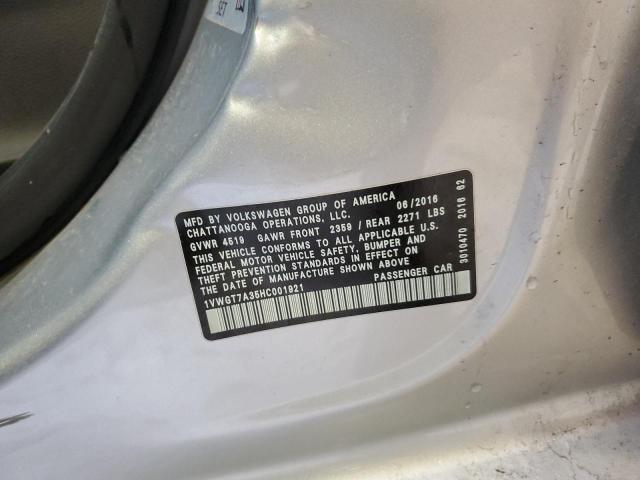 MFD BY VOLKSWAGEN GROUP OF AMERICA
CHATTANOOGA OPERATIONS, LLC. 06/2016
GVWR 4519 GAWR FRONT 2359 / REAR 2271 LBS
THIS VEHICLE CONFORMS TO ALL APPLICABLE U.S.
FEDERAL MOTOR VEHICLE SAFETY, BUMPER AND
THEFT PREVENTION STANDARDS IN EFFECT ON
THE DATE OF MANUFACTURE SHOWN ABOVE
1VWGT7A35HC001921 PASSENGER CAR
3010470 2016 62